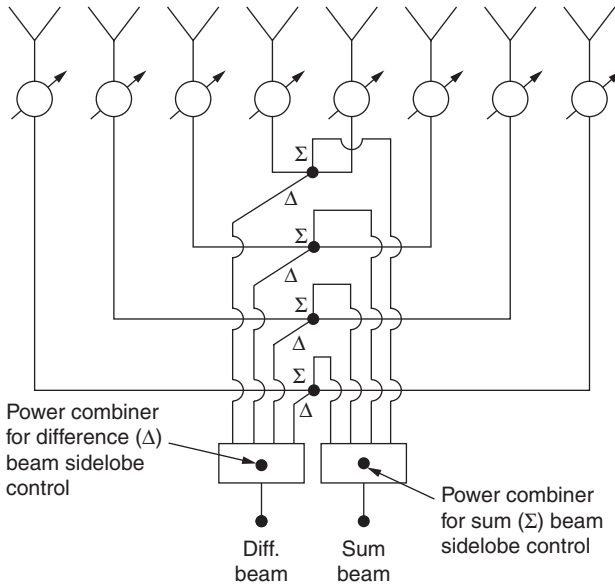 Σ
Δ
Σ
Δ
Σ
Δ
Σ
Δ
Power combiner
for difference (Δ)
beam sidelobe
control
Power combiner
for sum (Σ) beam
sidelobe control
Diff.
beam
Sum
beam